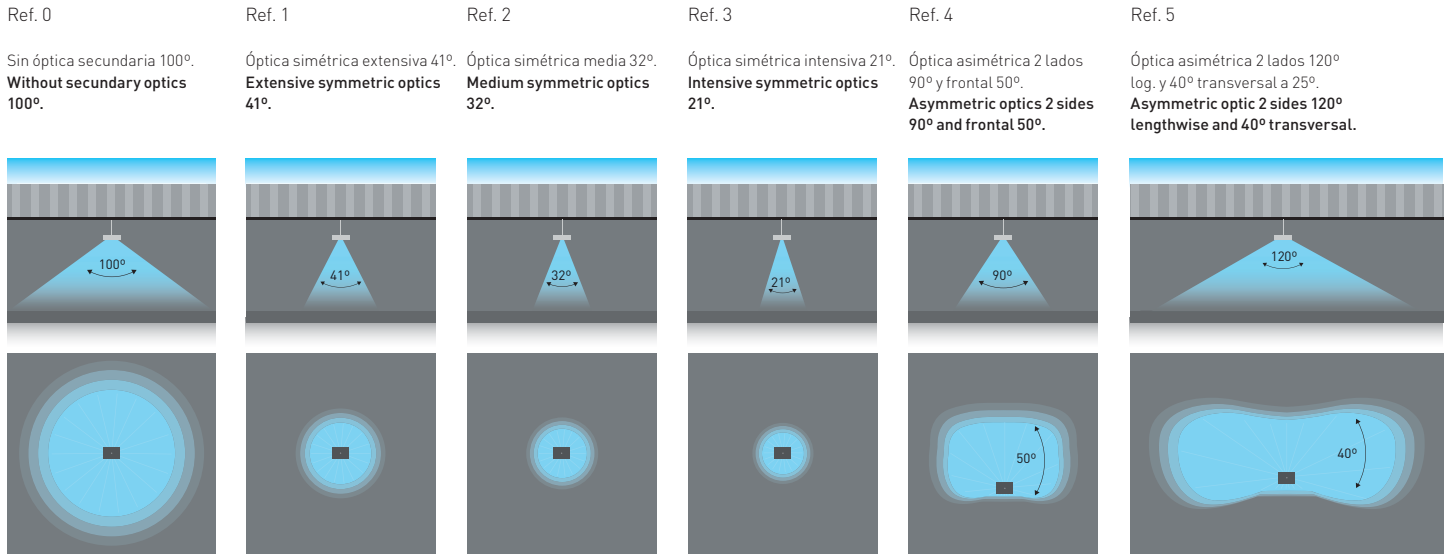 Ref. 0
Sin óptica secundaria 100º.
Without secundary optics
100º.
100º
Ref. 1
Óptica simétrica extensiva 41º.
Extensive symmetric optics
41º.
41º
Ref. 2
Óptica simétrica media 32º.
Medium symmetric optics
32º.
32º
Ref. 3
Óptica simétrica intensiva 21º.
Intensive symmetric optics
21º.
21º
Ref. 4
Óptica asimétrica 2 lados
90º y frontal 50º.
Asymmetric optics 2 sides
90º and frontal 50º.
90º
50º
Ref. 5
Óptica asimétrica 2 lados 120º
log. y 40º transversal a 25º.
Asymmetric optic 2 sides 120º
lengthwise and 40º transversal.
120º
40º